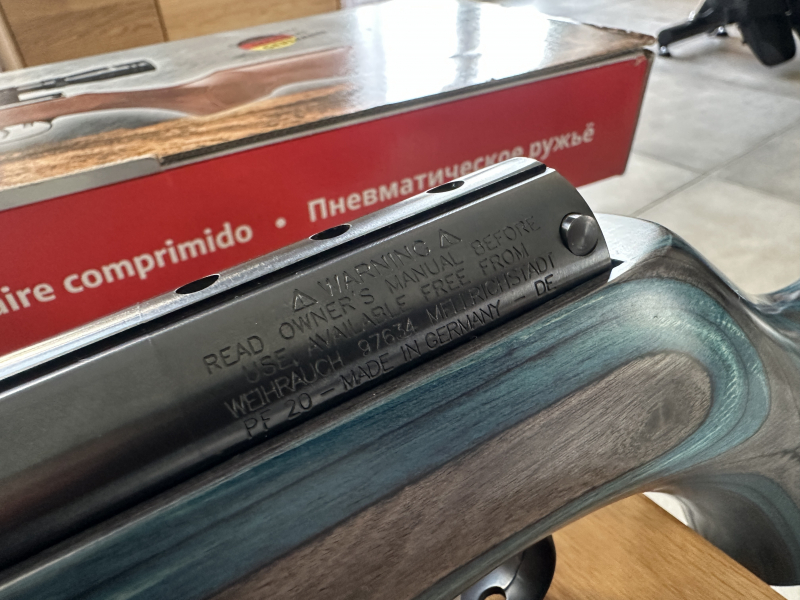 aire comprimido • Пневматическое ружьё
⚠ WARNING ⚠
READ OWNER'S MANUAL BEFORE
USE. AVAILABLE FREE FROM
WEIHRAUCH 97634 MELLRICHSTADT
PF 20 – MADE IN GERMANY – DE